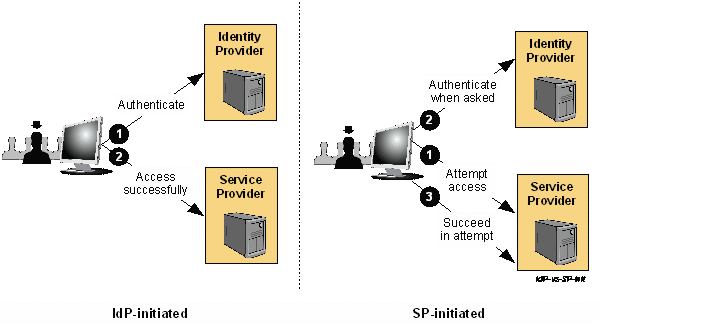 Identity
Provider
Authenticate
1
2
Access
successfully
Service
Provider
IdP-initiated
Identity
Provider
Authenticate
when asked
2
1
Attempt
access
3
Succeed
in attempt
Service
Provider
IdP-vs-SP-init
SP-initiated